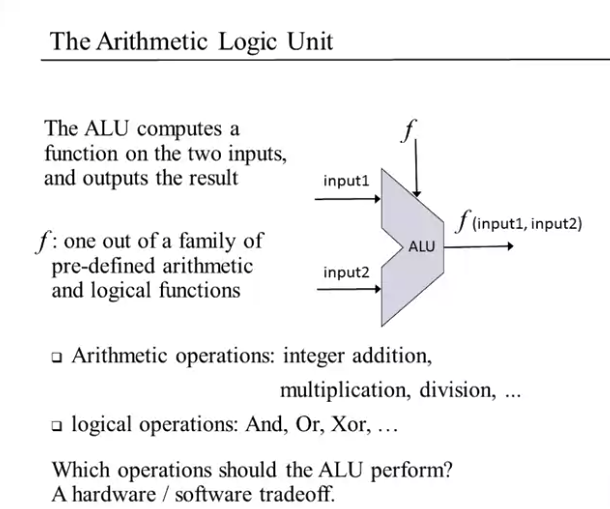 The Arithmetic Logic Unit
The ALU computes a
function on the two inputs,
and outputs the result
f: one out of a family of
pre-defined arithmetic
and logical functions
f
input1
input2
ALU
f (input1, input2)
❑ Arithmetic operations: integer addition,
multiplication, division, ...
❑ logical operations: And, Or, Xor, …
Which operations should the ALU perform?
A hardware / software tradeoff.